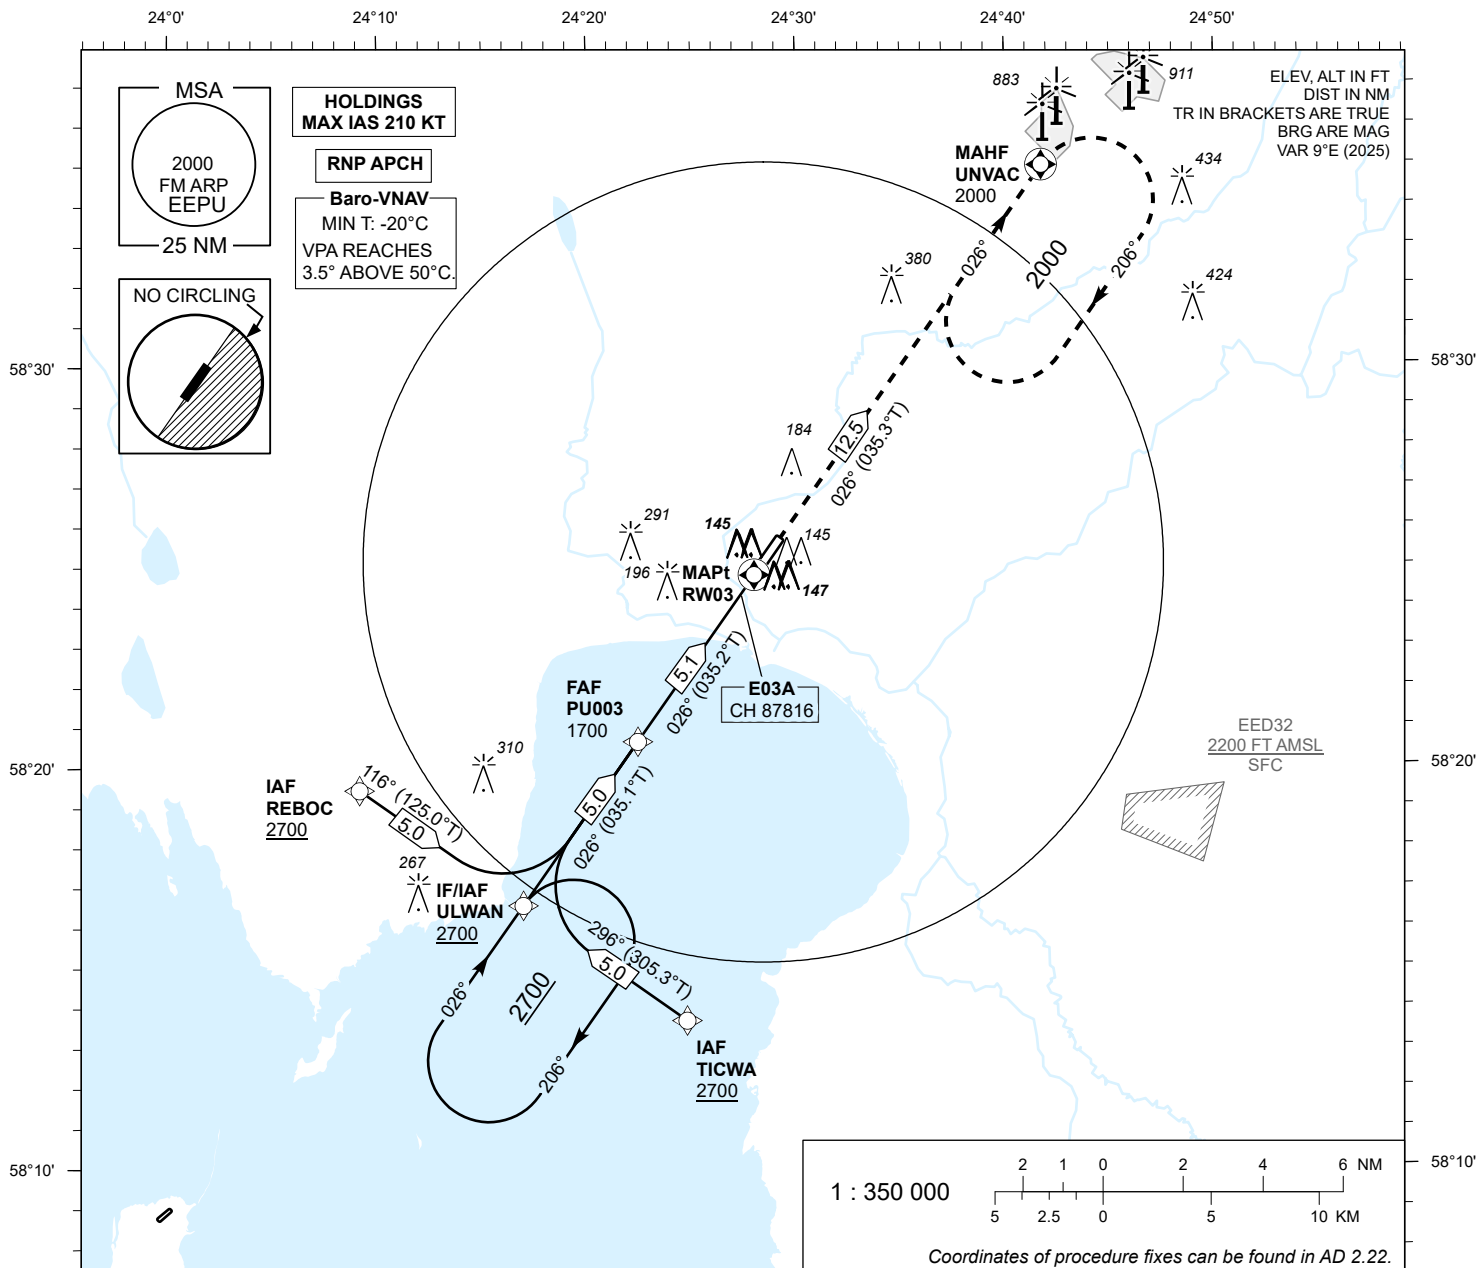 24°0'
24°10'
24°20'
24°30'
24°40'
24°50'
MSA
2000
FM ARP
EEPU
25 NM
HOLDINGS
MAX IAS 210 KT
RNP APCH
Baro-VNAV
MIN T: -20°C
VPA REACHES
3.5° ABOVE 50°C.
NO CIRCLING
883
911
ELEV, ALT IN FT
DIST IN NM
TR IN BRACKETS ARE TRUE
BRG ARE MAG
VAR 9°E (2025)
MAHF
UNVAC
2000
434
380
026°
2000
206°
424
58°30'
58°30'
12.5
026° (035.3°T)
184
291
145
145
196
MAPt
RW03
147
5.1
026° (035.2°T)
E03A
CH 87816
FAF
PU003
1700
310
EED32
2200 FT AMSL
SFC
58°20'
58°20'
IAF
REBOC
2700
116° (125.0°T)
5.0
5.0
026° (035.1°T)
267
IF/IAF
ULWAN
2700
296° (305.3°T)
5.0
026°
2700
206°
IAF
TICWA
2700
58°10'
58°10'
1 : 350 000
2 1 0 2 4 6 NM
5 2.5 0 5 10 KM
Coordinates of procedure fixes can be found in AD 2.22.